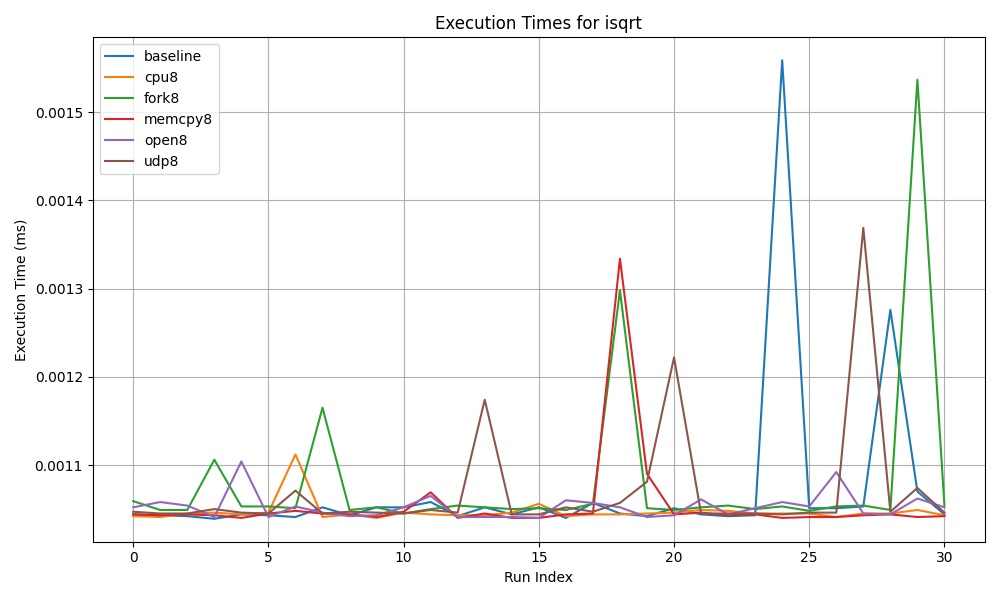 Execution Times for isqrt
Execution Time (ms)
0.0015
0.0014
0.0013
0.0012
0.0011
baseline
cpu8
fork8
memcpy8
open8
udp8
0 5 10 15 20 25 30
Run Index